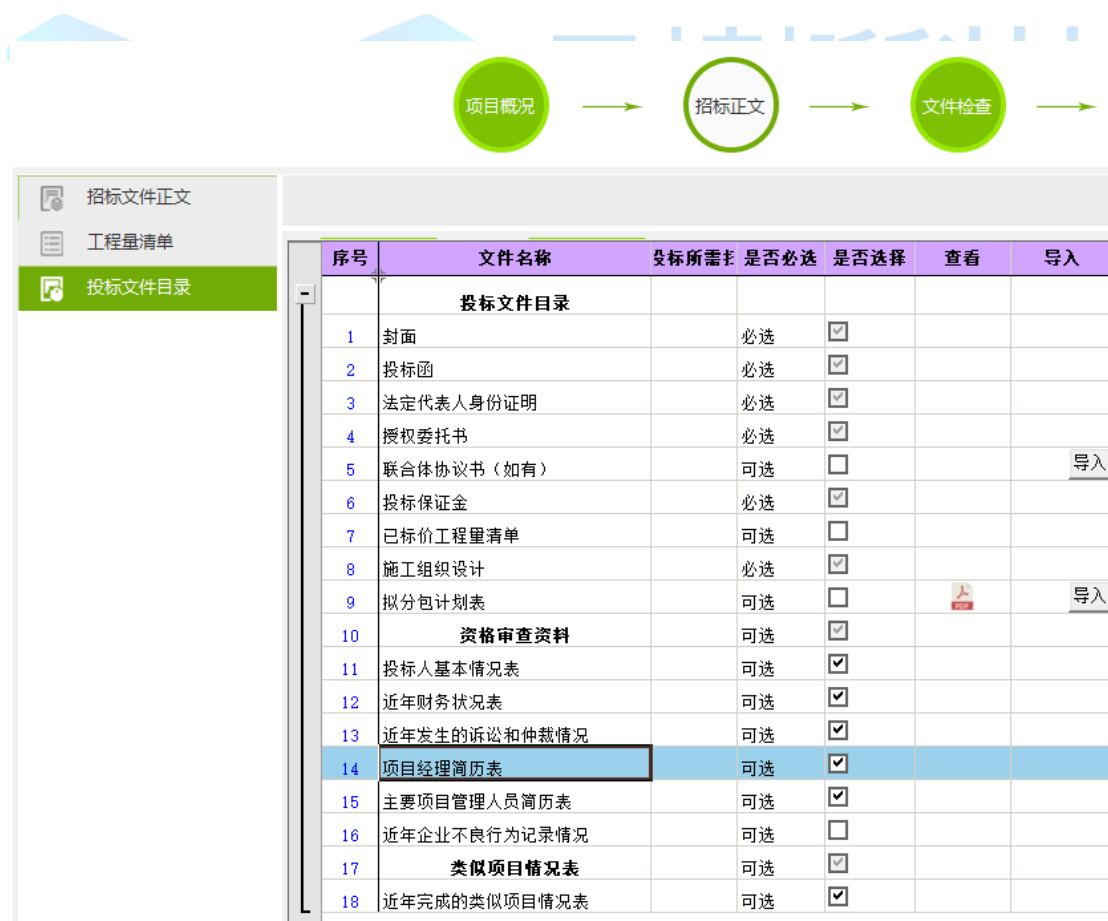 项目概况
招标正文
文件检查
招标文件正文
工程量清单
投标文件目录
序号 文件名称 投标所需扌 是否必选 是否选择 查看 导入
投标文件目录
1 封面 必选
2 投标函 必选
3 法定代表人身份证明 必选
4 授权委托书 必选
5 联合体协议书（如有） 可选 导入
6 投标保证金 必选
7 已标价工程量清单 可选
8 施工组织设计 必选
9 拟分包计划表 可选 PDF 导入
10 资格审查资料 可选
11 投标人基本情况表 可选
12 近年财务状况表 可选
13 近年发生的诉讼和仲裁情况 可选
14 项目经理简历表 可选
15 主要项目管理人员简历表 可选
16 近年企业不良行为记录情况 可选
17 类似项目情况表 可选
18 近年完成的类似项目情况表 可选